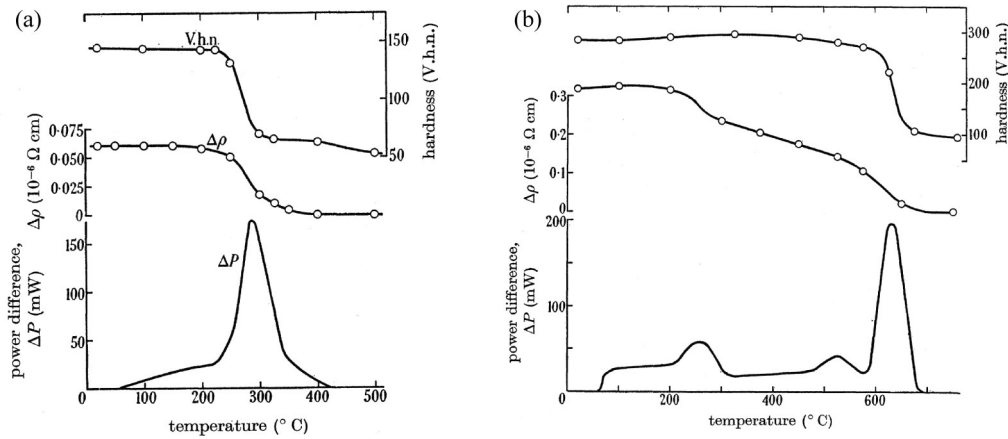 (a)
V.h.n.
150
100
50
hardness (V.h.n.)
0·075
0·050
0·025
0
Δρ (10⁻⁶ Ω cm)
Δρ
150
100
50
power difference,
ΔP (mW)
ΔP
0 100 200 300 400 500
temperature (° C)
(b)
300
200
100
hardness (V.h.n.)
0·3
0·2
0·1
0
Δρ (10⁻⁶ Ω cm)
200
150
100
50
power difference,
ΔP (mW)
0 200 400 600
temperature (° C)